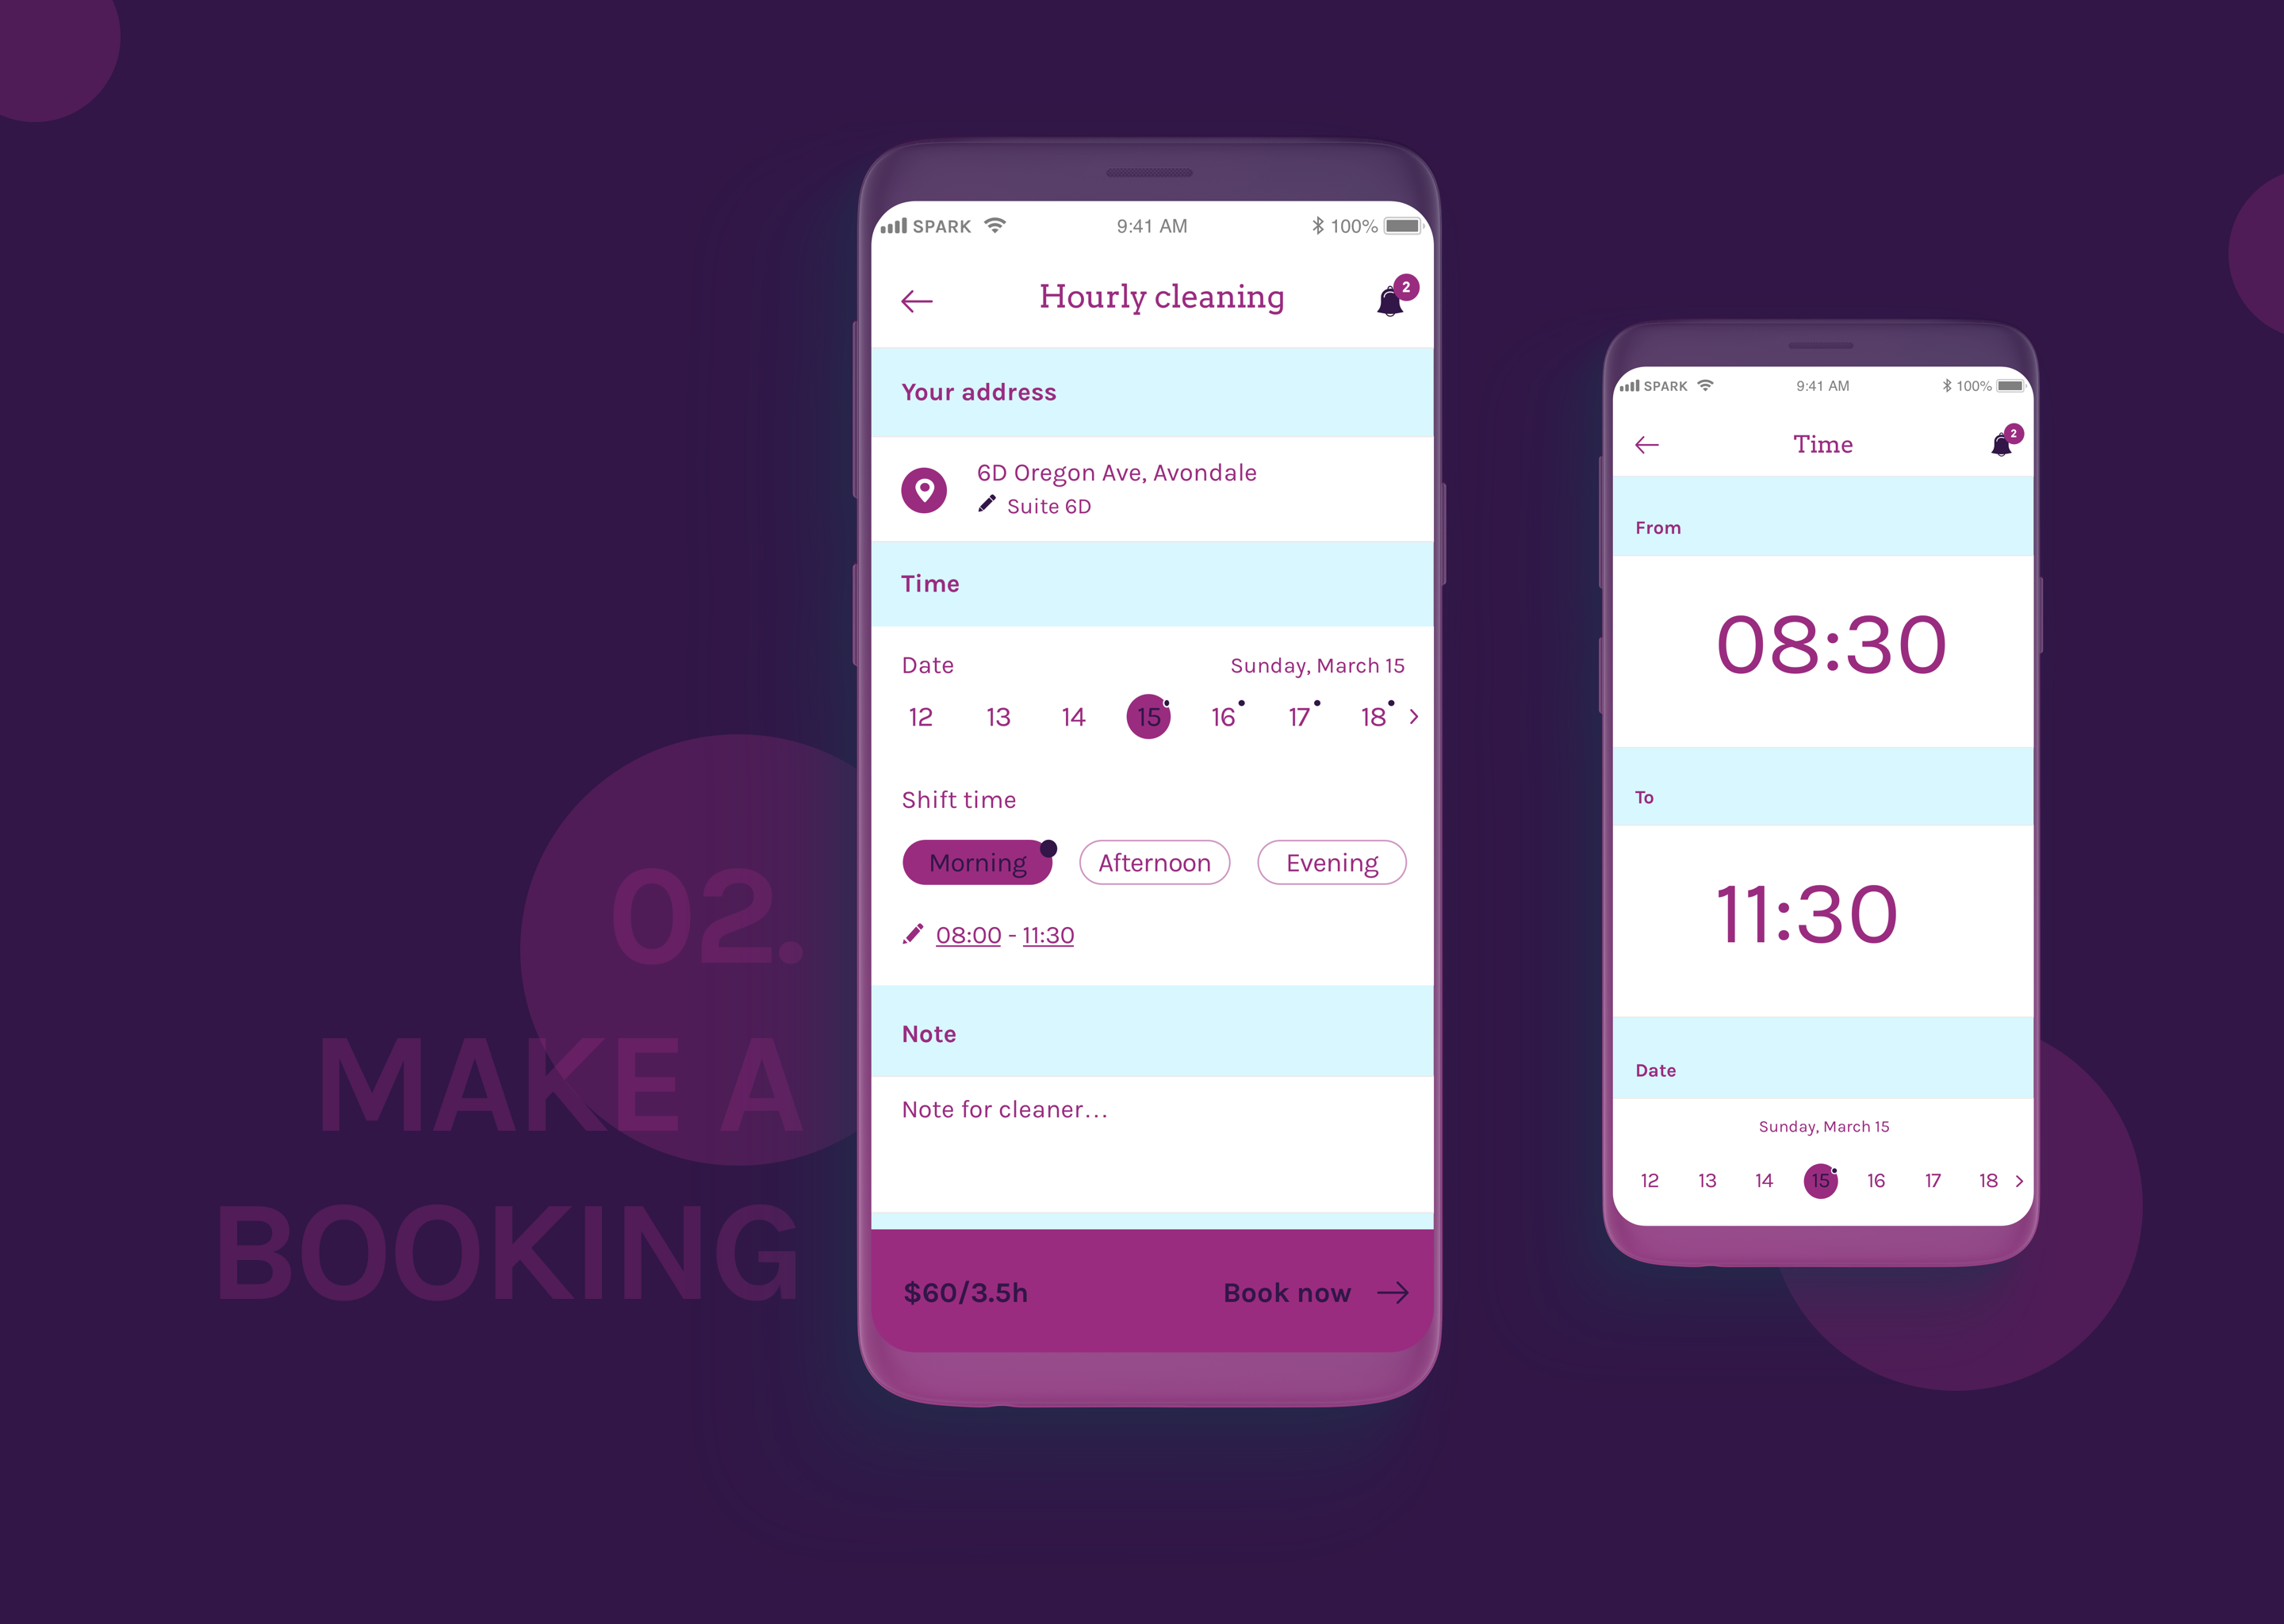 02.
MAKE A
BOOKING
SPARK 9:41 AM 100%
Hourly cleaning 2
Your address
6D Oregon Ave, Avondale
Suite 6D
Time
Date Sunday, March 15
12 13 14 15 16 17 18
Shift time
Morning Afternoon Evening
08:00 - 11:30
Note
Note for cleaner...
$60/3.5h Book now
SPARK 9:41 AM 100%
Time 2
From
08:30
To
11:30
Date
Sunday, March 15
12 13 14 15 16 17 18